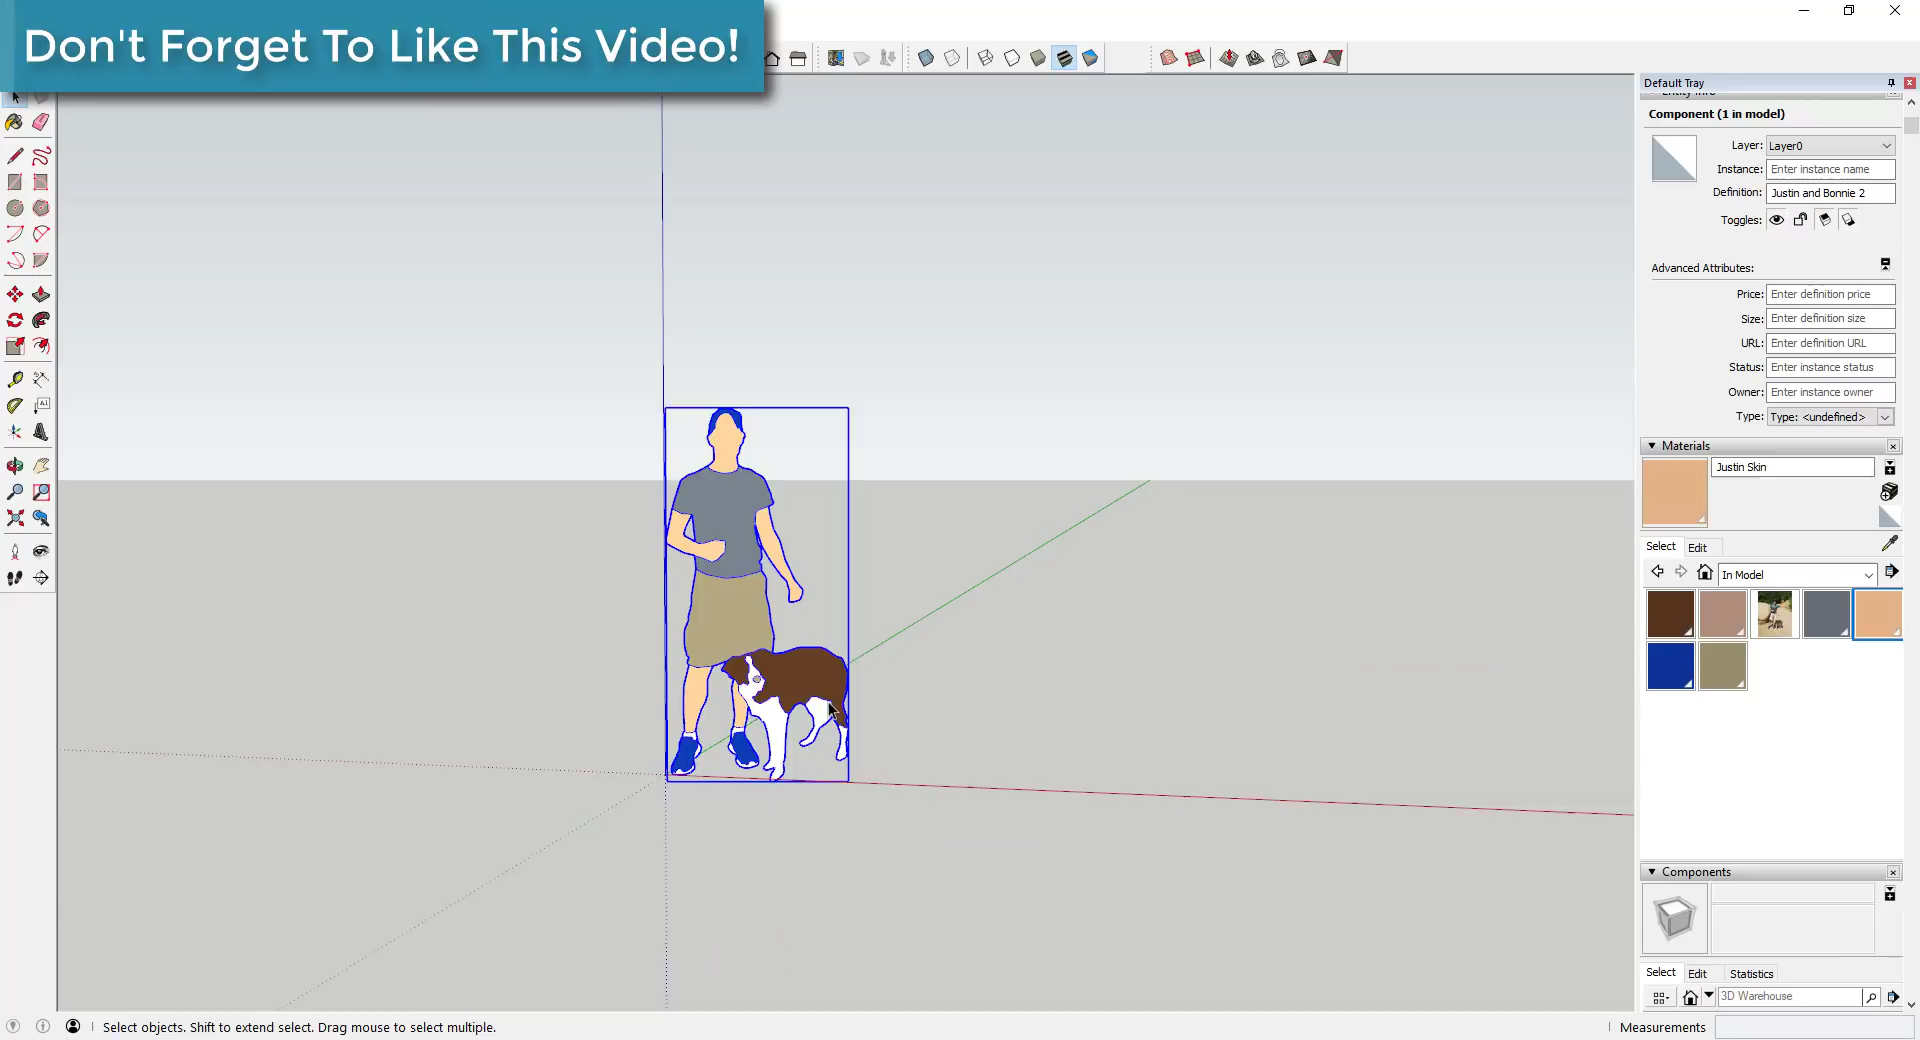 Don't Forget To Like This Video!
Default Tray
Component (1 in model)
Layer: Layer0
Instance: Enter instance name
Definition: Justin and Bonnie 2
Toggles:
Advanced Attributes:
Price: Enter definition price
Size: Enter definition size
URL: Enter definition URL
Status: Enter instance status
Owner: Enter instance owner
Type: Type: <undefined>
Materials
Justin Skin
Select Edit
In Model
Components
Select Edit Statistics
3D Warehouse
Select objects. Shift to extend select. Drag mouse to select multiple.
Measurements